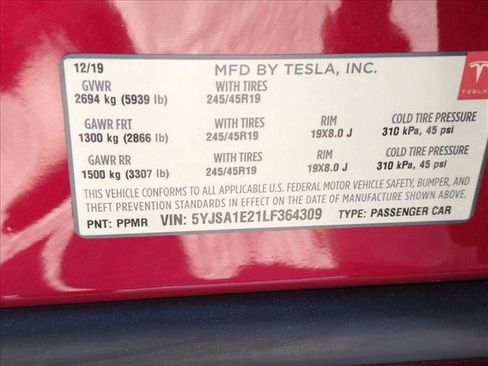 12/19 MFD BY TESLA, INC.
GVWR WITH TIRES
2694 kg (5939 lb) 245/45R19
GAWR FRT WITH TIRES RIM COLD TIRE PRESSURE
1300 kg (2866 lb) 245/45R19 19X8.0 J 310 kPa, 45 psi
GAWR RR WITH TIRES RIM COLD TIRE PRESSURE
1500 kg (3307 lb) 245/45R19 19X8.0 J 310 kPa, 45 psi
THIS VEHICLE CONFORMS TO ALL APPLICABLE U.S. FEDERAL MOTOR VEHICLE SAFETY, BUMPER, AND
THEFT PREVENTION STANDARDS IN EFFECT ON THE DATE OF MANUFACTURE SHOWN ABOVE.
PNT: PPMR VIN: 5YJSA1E21LF364309 TYPE: PASSENGER CAR
TESLA